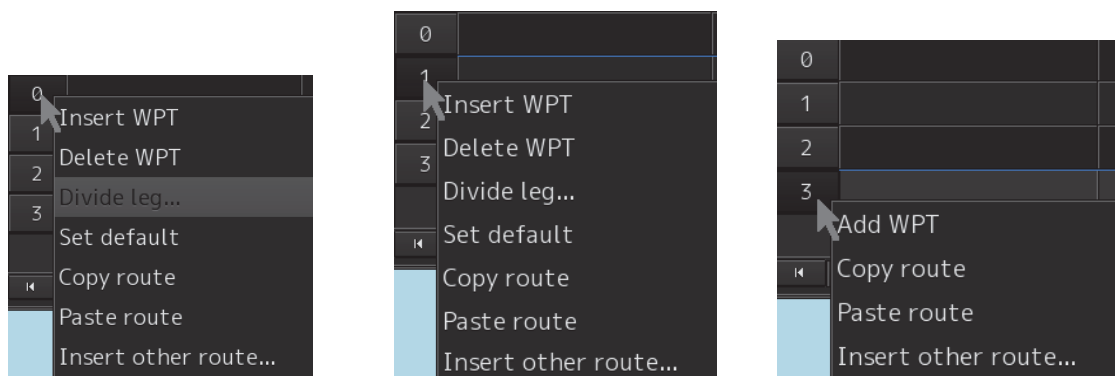 0
1
2
3
Insert WPT
Delete WPT
Divide leg...
Set default
Copy route
Paste route
Insert other route...
0
1
2
3
Insert WPT
Delete WPT
Divide leg...
Set default
Copy route
Paste route
Insert other route...
0
1
2
3
Add WPT
Copy route
Paste route
Insert other route...